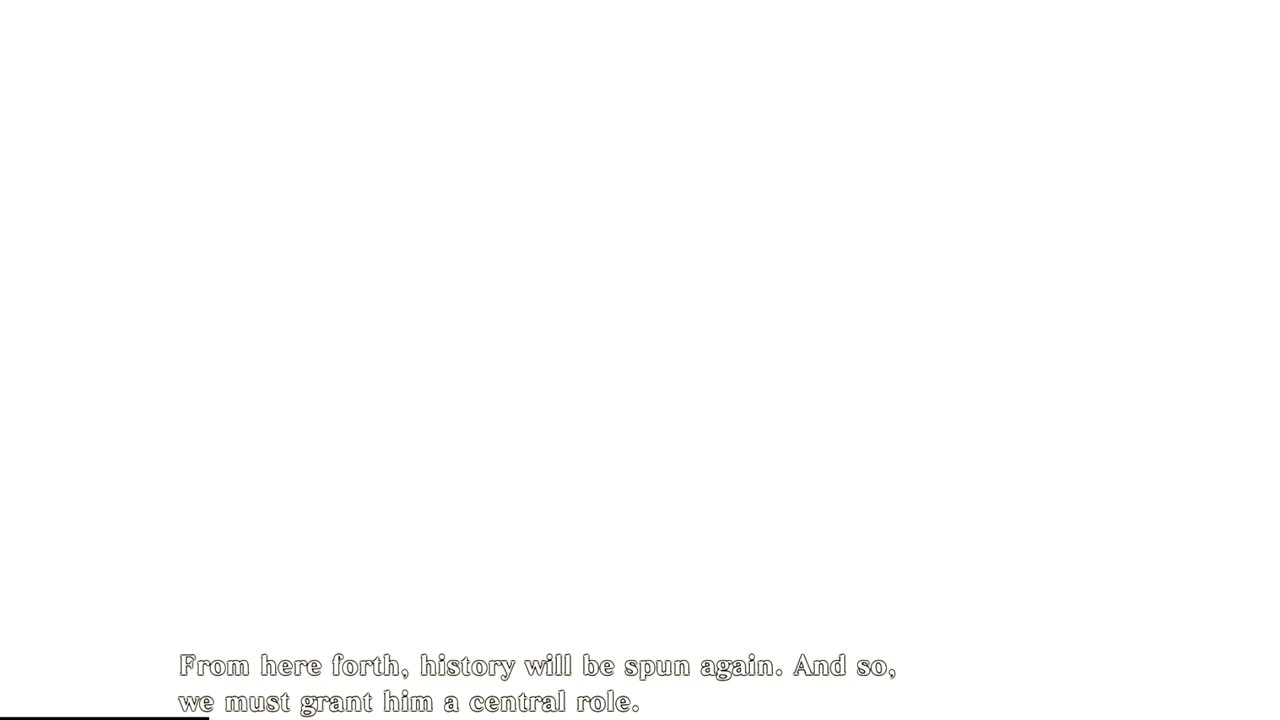 From here forth, history will be spun again. And so,
we must grant him a central role.